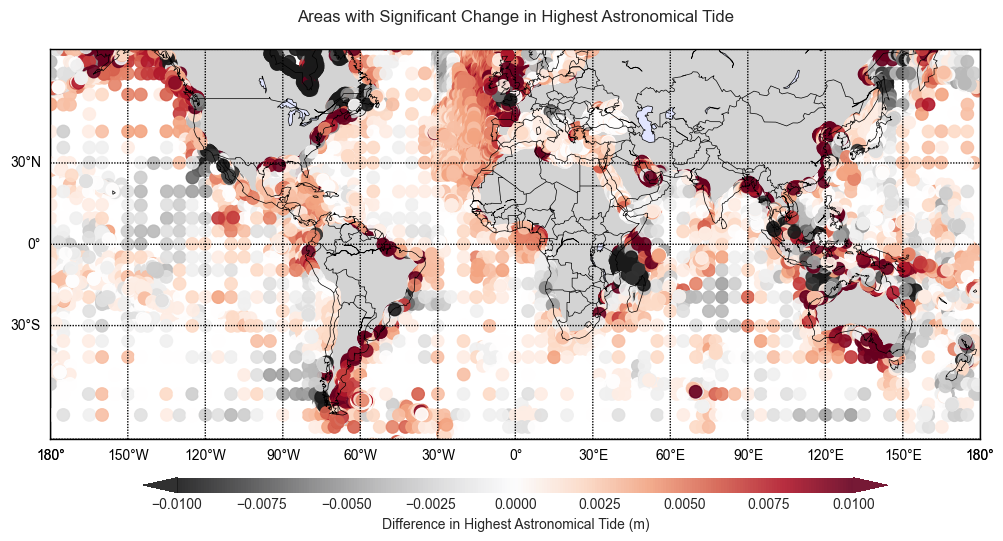 Areas with Significant Change in Highest Astronomical Tide
30°N
0°
30°S
180° 150°W 120°W 90°W 60°W 30°W 0° 30°E 60°E 90°E 120°E 150°E 180°
−0.0100 −0.0075 −0.0050 −0.0025 0.0000 0.0025 0.0050 0.0075 0.0100
Difference in Highest Astronomical Tide (m)